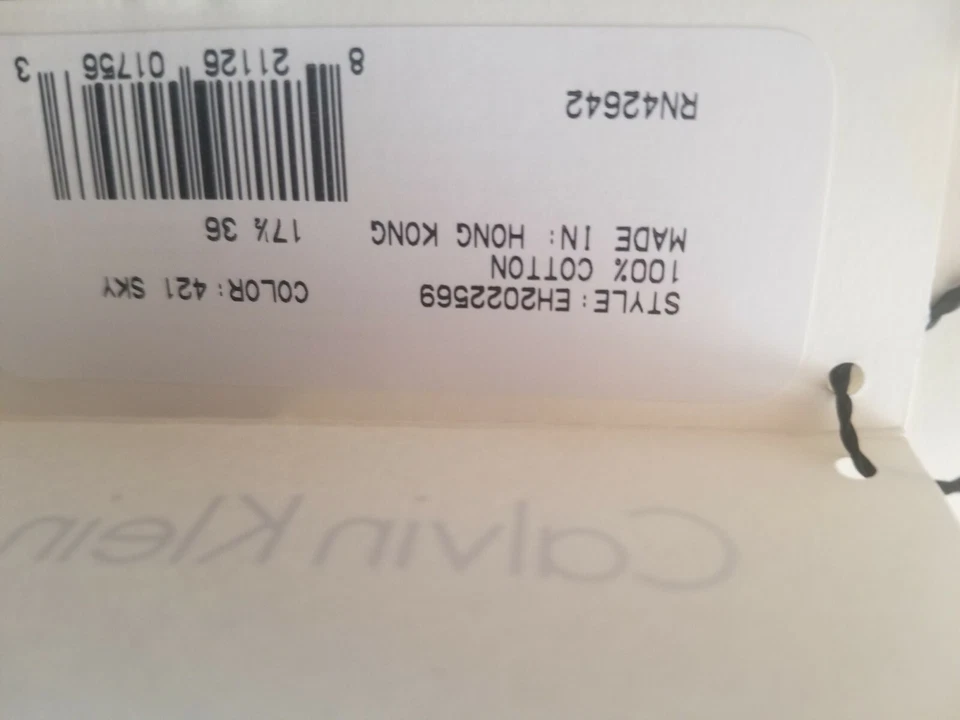 STYLE: EH2022569 COLOR: 421 SKY
100% COTTON
MADE IN: HONG KONG 17½ 36
8 21126 01756 3
RN42642
Calvin Klein